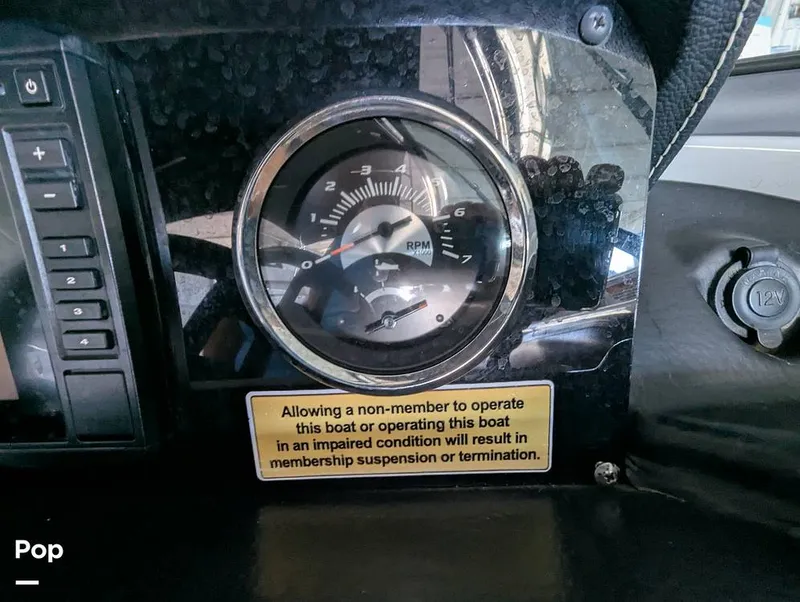 +
-
1
2
3
4
0
1
2
3
4
5
6
7
RPM
X1000
12V
Allowing a non-member to operate
this boat or operating this boat
in an impaired condition will result in
membership suspension or termination.
Pop